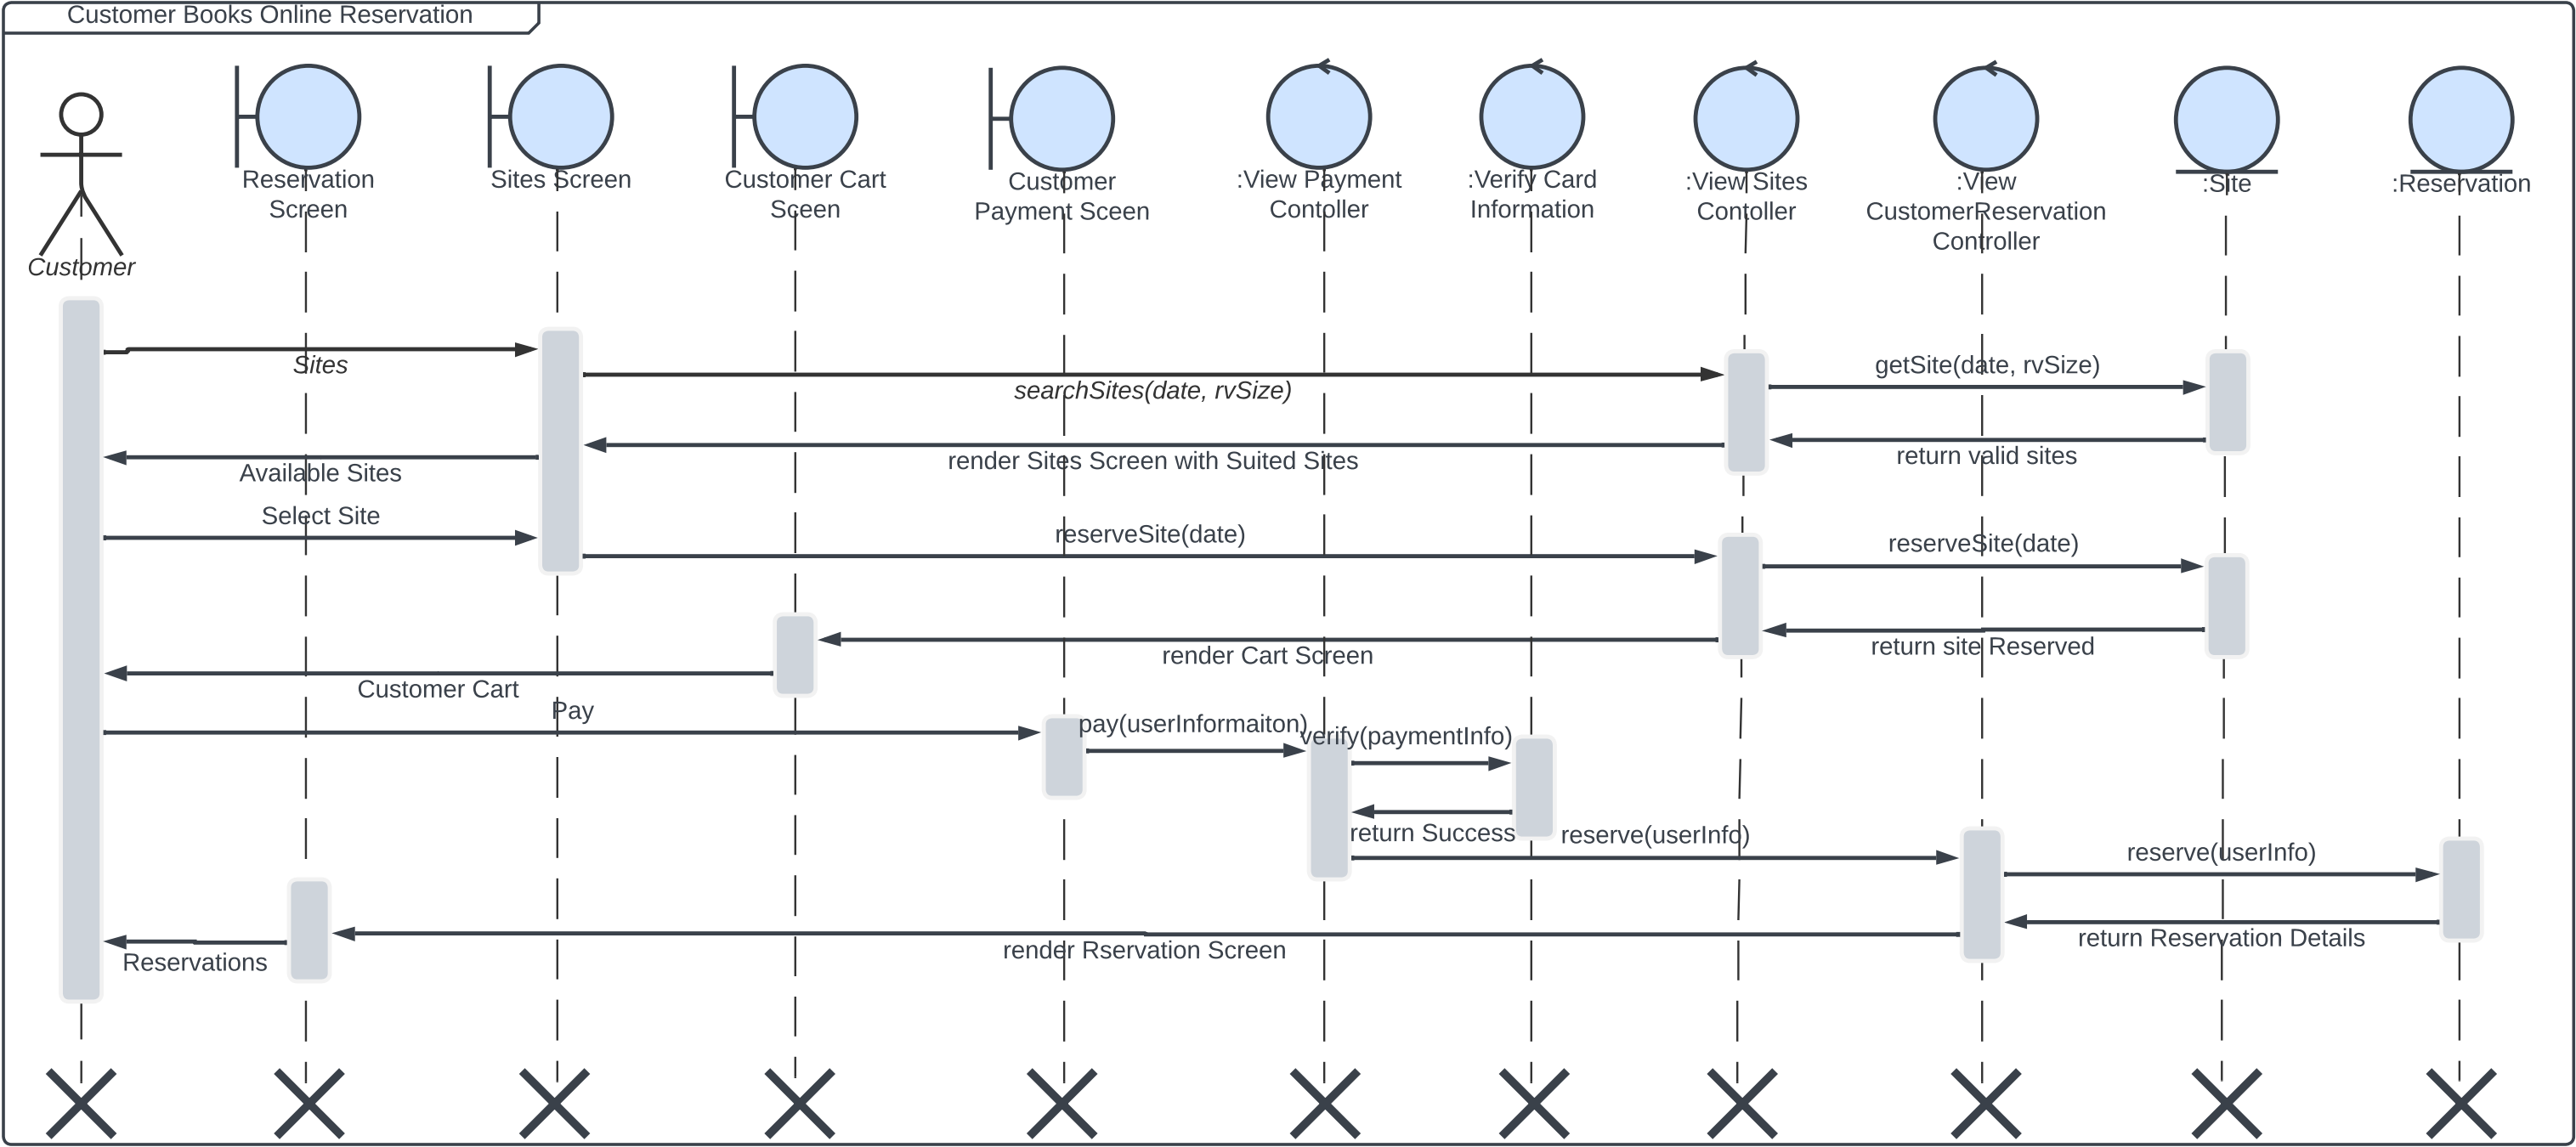 Customer Books Online Reservation
Reservation
Screen
Sites Screen
Customer Cart
Sceen
Customer
Payment Sceen
:View Payment
Contoller
:Verify Card
Information
:View Sites
Contoller
:View
CustomerReservation
Controller
:Site
:Reservation
Customer
Sites
searchSites(date, rvSize)
getSite(date, rvSize)
return valid sites
render Sites Screen with Suited Sites
Available Sites
Select Site
reserveSite(date)
reserveSite(date)
return site Reserved
render Cart Screen
Customer Cart
Pay
pay(userInformaiton)
verify(paymentInfo)
return Success
reserve(userInfo)
reserve(userInfo)
return Reservation Details
render Rservation Screen
Reservations